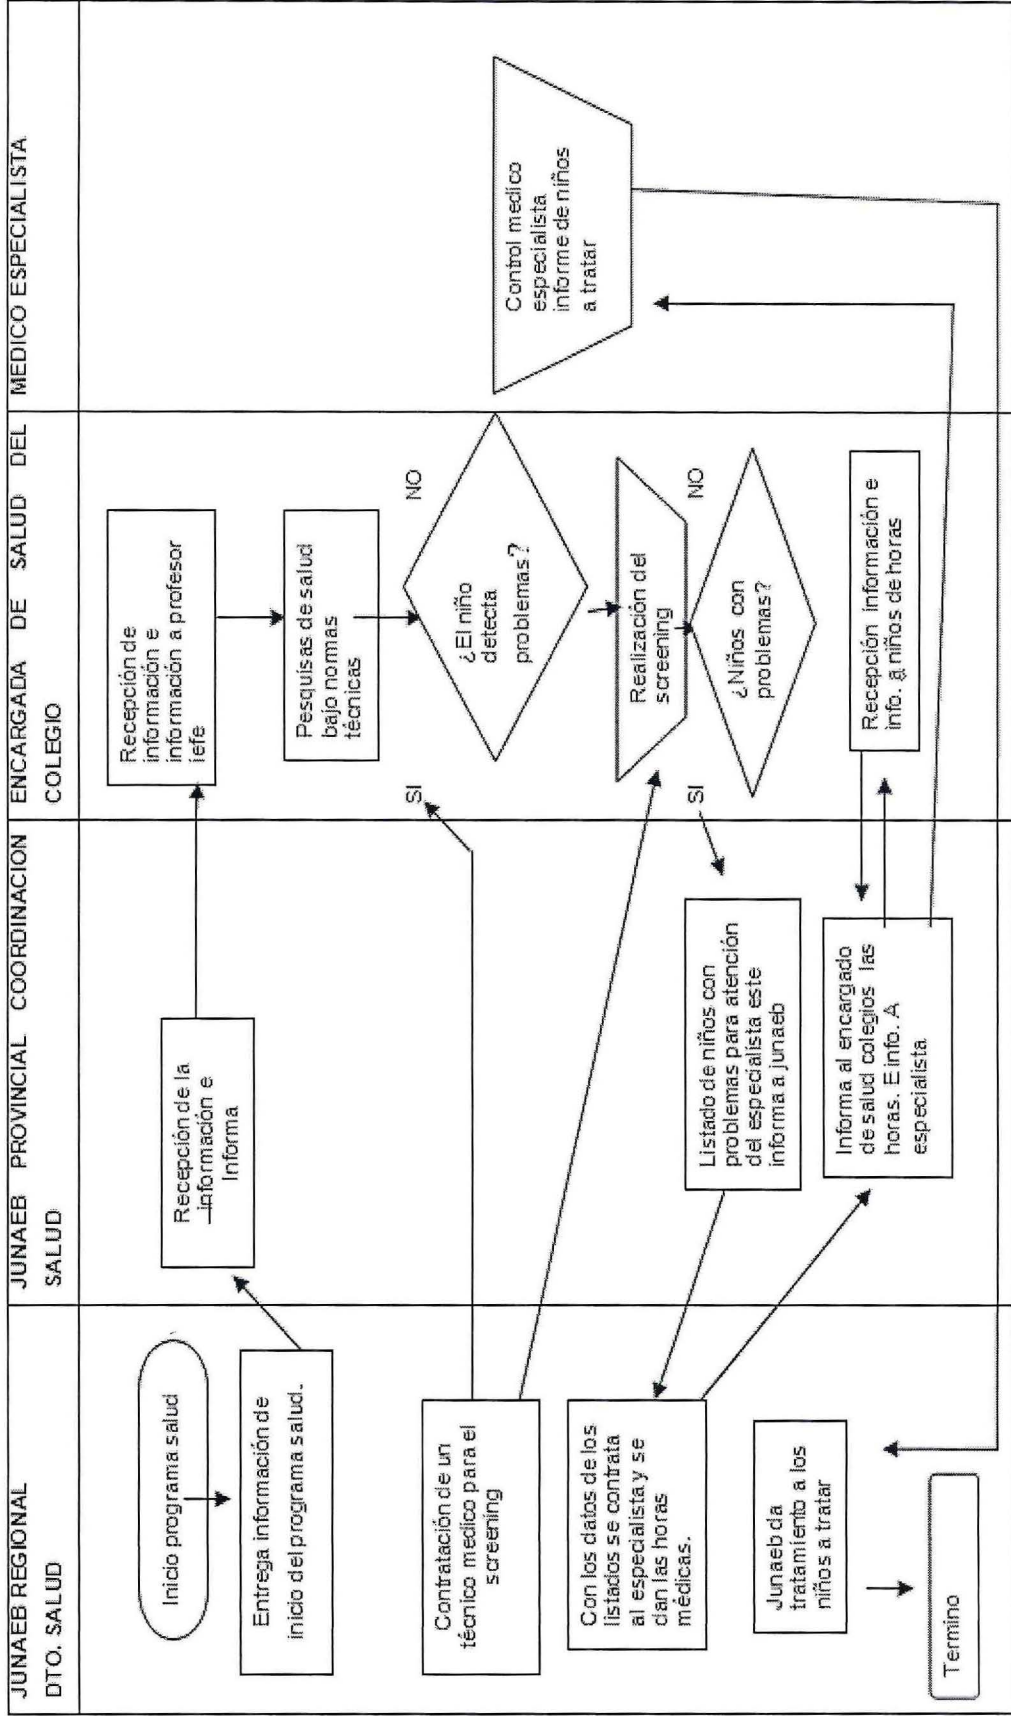 JUNAEB REGIONAL
DTO. SALUD
JUNAEB PROVINCIAL COORDINACION
SALUD
ENCARGADA DE SALUD DEL
COLEGIO
MEDICO ESPECIALISTA
Inicio programa salud
Entrega información de
inicio del programa salud.
Recepción de la
información e
Informa
Recepción de
información e
información a profesor
jefe
Pesquisas de salud
bajo normas
técnicas
¿El niño
detecta
problemas?
NO
SI
Contratación de un
técnico medico para el
screening
Realización del
screening
NO
¿Niños con
problemas?
SI
Control medico
especialista
informe de niños
a tratar
Listado de niños con
problemas para atención
del especialista este
informa a junaeb
Con los datos de los
listados se contrata
al especialista y se
dan las horas
médicas.
Informa al encargado
de salud colegios las
horas. E info. A
especialista
Recepción información e
info. a niños de horas
Junaeb da
tratamiento a los
niños a tratar
Termino